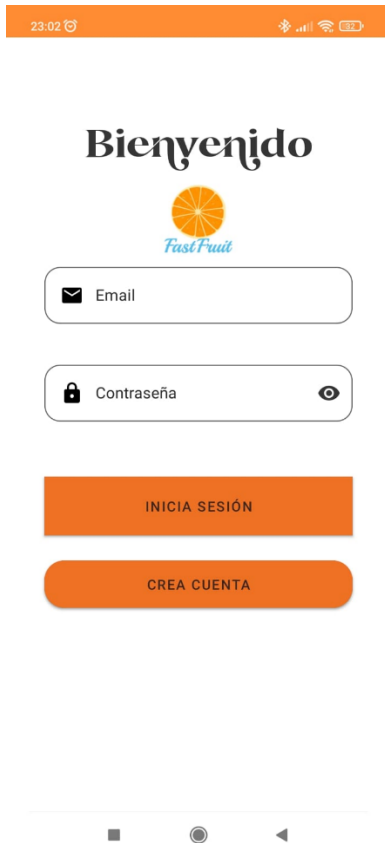 23:02
92
Bienvenido
Fast Fruit
Email
Contraseña
INICIA SESIÓN
CREA CUENTA